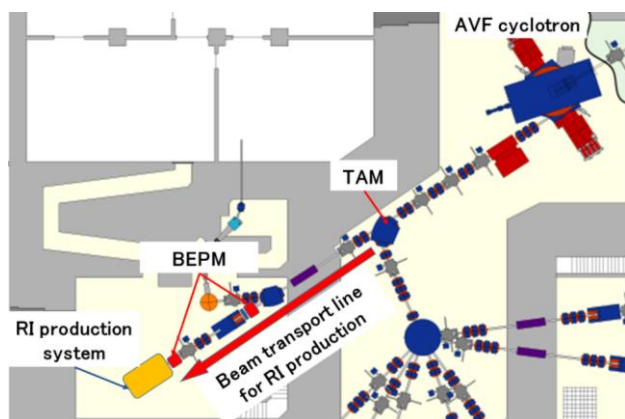 AVF cyclotron
TAM
BEPM
RI production
system
Beam transport line
for RI production